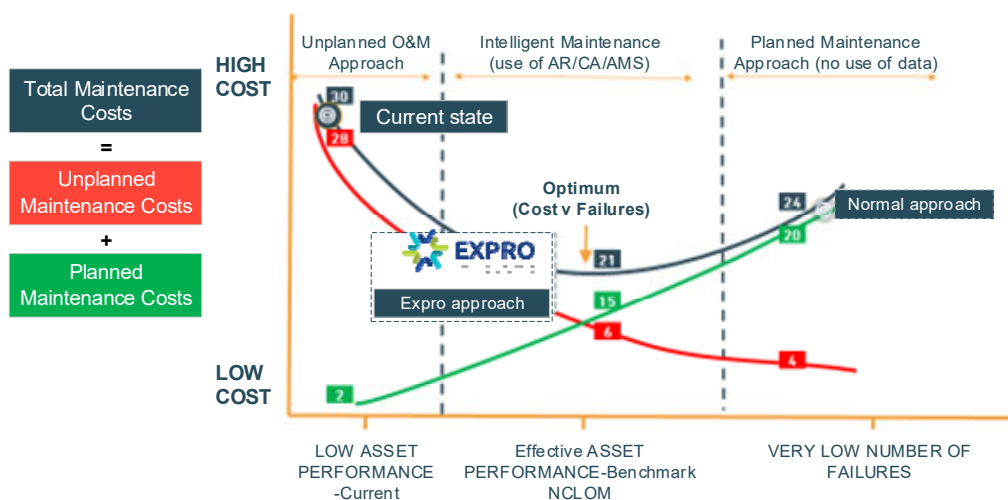 Unplanned O&M
Approach
Intelligent Maintenance
(use of AR/CA/AMS)
Planned Maintenance
Approach (no use of data)
HIGH
COST
Total Maintenance
Costs
=
Unplanned
Maintenance Costs
+
Planned
Maintenance Costs
30
Current state
28
Optimum
(Cost v Failures)
24
Normal approach
20
EXPRO
Expro approach
21
15
6
4
LOW
COST
2
LOW ASSET
PERFORMANCE
-Current
Effective ASSET
PERFORMANCE-Benchmark
NCLOM
VERY LOW NUMBER OF
FAILURES